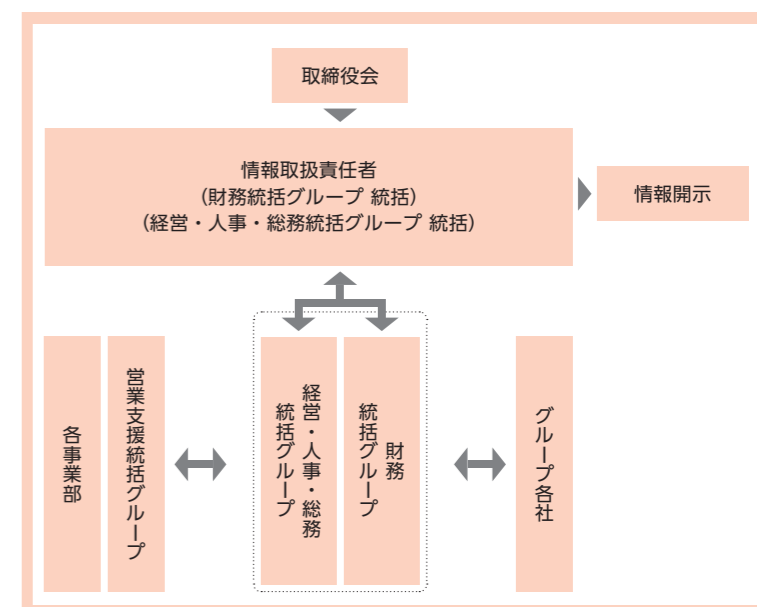 取締役会
情報取扱責任者
（財務統括グループ 統括）
（経営・人事・総務統括グループ 統括）
情報開示
各事業部
営業支援統括グループ
経営・人事・総務
統括グループ
財務
統括グループ
グループ各社